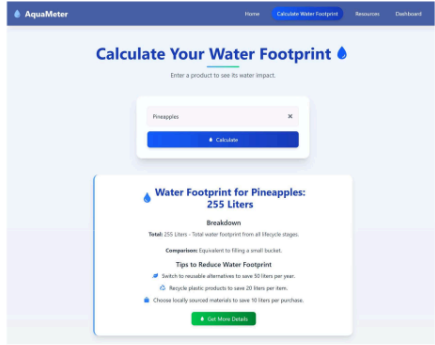 AquaMeter
Home Calculate Water Footprint Resources Dashboard
Calculate Your Water Footprint
Enter a product to see its water impact.
Pineapples
Calculate
Water Footprint for Pineapples:
255 Liters
Breakdown
Total: 255 Liters - Total water footprint from all lifecycle stages.
Comparison: Equivalent to filling a small bucket.
Tips to Reduce Water Footprint
Switch to reusable alternatives to save 50 liters per year.
Recycle plastic products to save 20 liters per item.
Choose locally sourced materials to save 10 liters per purchase.
Get More Details